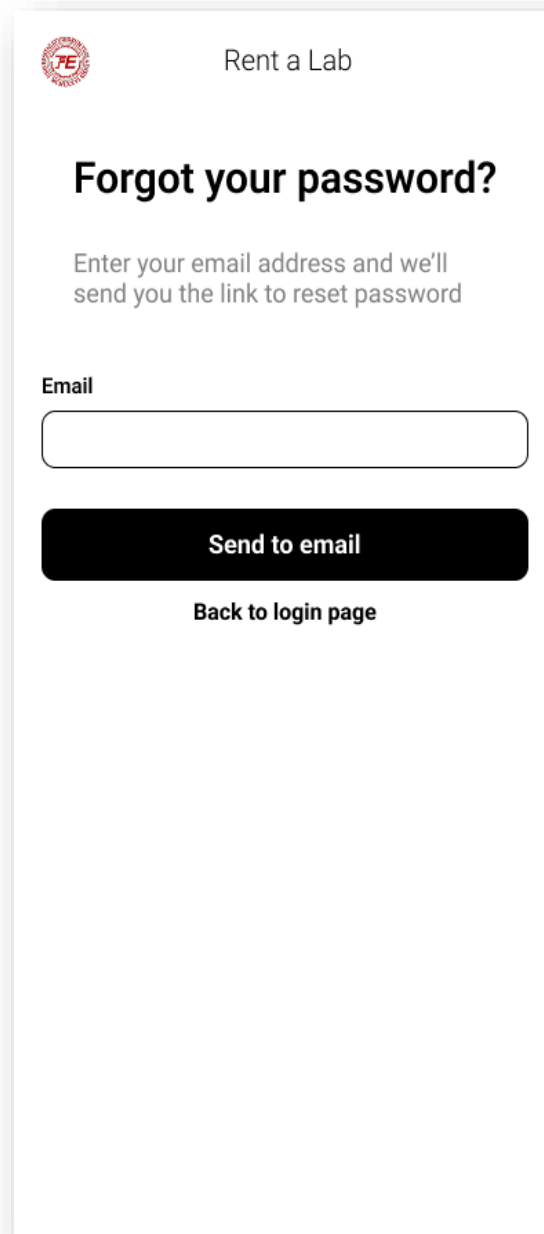 Rent a Lab
Forgot your password?
Enter your email address and we’ll
send you the link to reset password
Email
Send to email
Back to login page